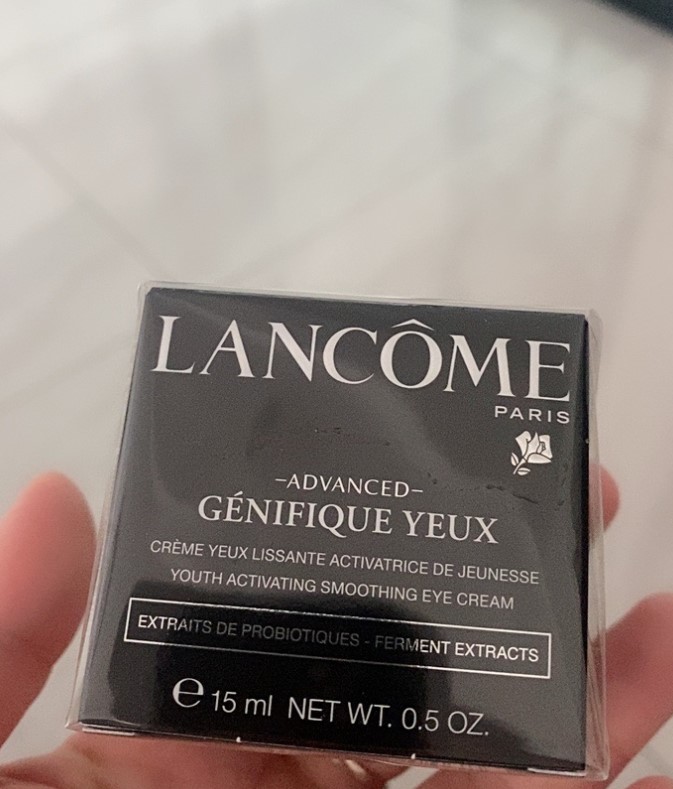 LANCÔME
PARIS
-ADVANCED-
GÉNIFIQUE YEUX
CRÈME YEUX LISSANTE ACTIVATRICE DE JEUNESSE
YOUTH ACTIVATING SMOOTHING EYE CREAM
EXTRAITS DE PROBIOTIQUES - FERMENT EXTRACTS
℮ 15 ml NET WT. 0.5 OZ.